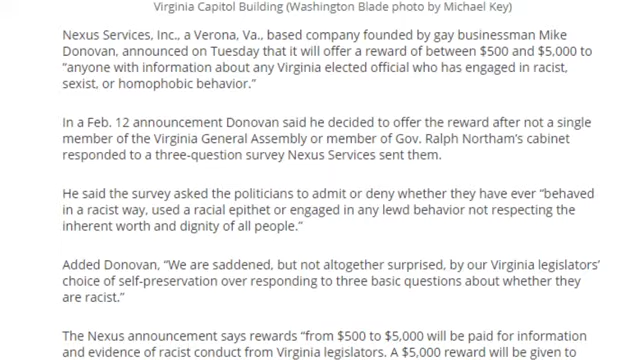 Virginia Capitol Building (Washington Blade photo by Michael Key)
Nexus Services, Inc., a Verona, Va., based company founded by gay businessman Mike
Donovan, announced on Tuesday that it will offer a reward of between $500 and $5,000 to
“anyone with information about any Virginia elected official who has engaged in racist,
sexist, or homophobic behavior.”
In a Feb. 12 announcement Donovan said he decided to offer the reward after not a single
member of the Virginia General Assembly or member of Gov. Ralph Northam’s cabinet
responded to a three-question survey Nexus Services sent them.
He said the survey asked the politicians to admit or deny whether they have ever “behaved
in a racist way, used a racial epithet or engaged in any lewd behavior not respecting the
inherent worth and dignity of all people.”
Added Donovan, “We are saddened, but not altogether surprised, by our Virginia legislators’
choice of self-preservation over responding to three basic questions about whether they
are racist.”
The Nexus announcement says rewards “from $500 to $5,000 will be paid for information
and evidence of racist conduct from Virginia legislators. A $5,000 reward will be given to